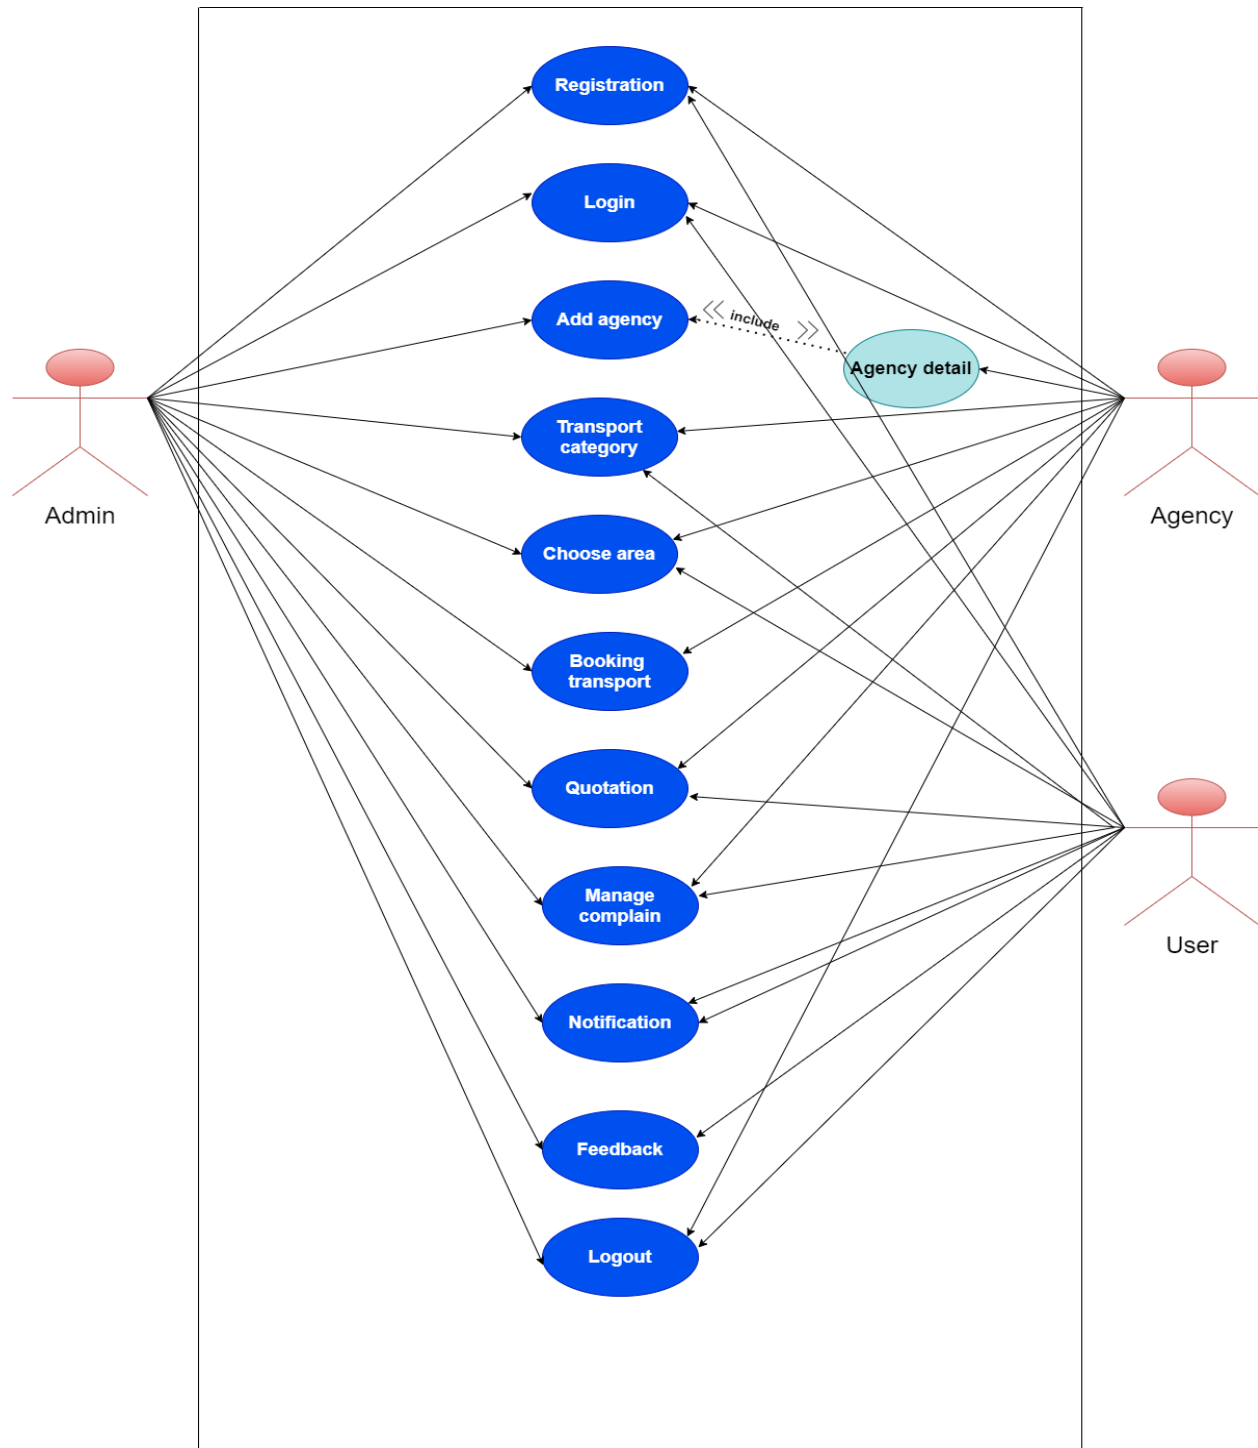 Registration
Login
Add agency
<< include >>
Agency detail
Transport
category
Admin
Agency
Choose area
Booking
transport
Quotation
Manage
complain
User
Notification
Feedback
Logout